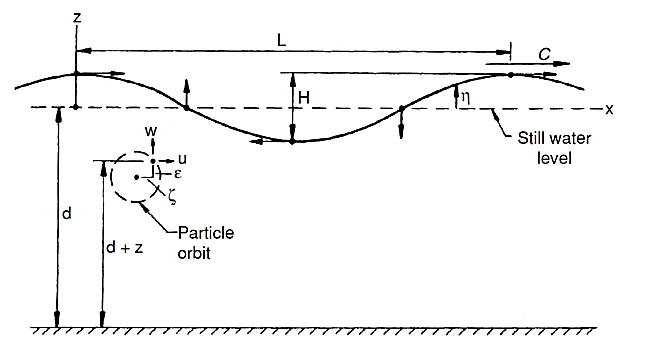 z
L
C
H
η
x
Still water
level
w
u
ε
ζ
d
d + z
Particle
orbit